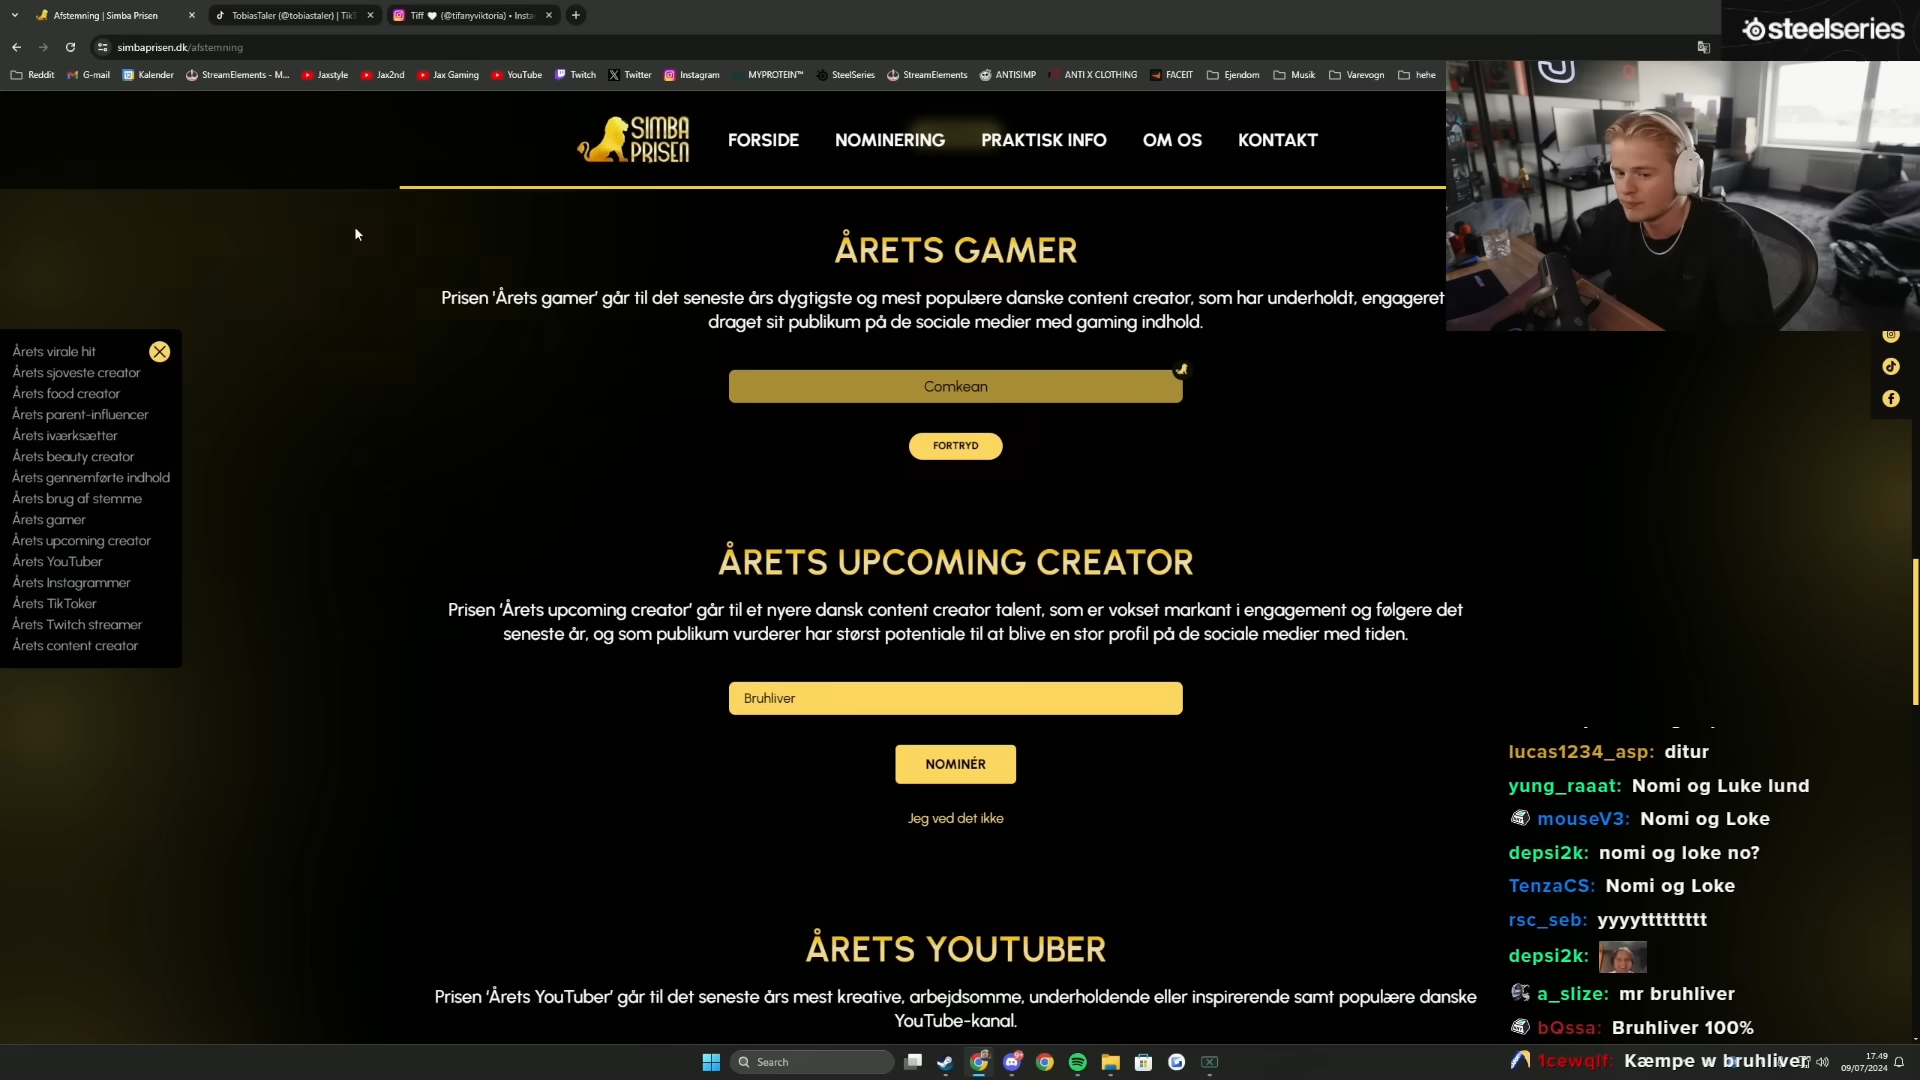 Afstemning | Simba Prisen
TobiasTaler (@tobiastaler) | TikT
Tiff 🤍 (@tifanyviktoria) • Insta
steelseries
simbaprisen.dk/afstemning
Reddit
G-mail
Kalender
StreamElements - M...
Jaxstyle
Jax2nd
Jax Gaming
YouTube
Twitch
Twitter
Instagram
MYPROTEIN™
SteelSeries
StreamElements
ANTISIMP
ANTI X CLOTHING
FACEIT
Ejendom
Musik
Varevogn
hehe
SIMBA
PRISEN
FORSIDE
NOMINERING
PRAKTISK INFO
OM OS
KONTAKT
ÅRETS GAMER
Prisen 'Årets gamer' går til det seneste års dygtigste og mest populære danske content creator, som har underholdt, engageret
draget sit publikum på de sociale medier med gaming indhold.
Comkean
FORTRYD
Årets virale hit
Årets sjoveste creator
Årets food creator
Årets parent-influencer
Årets iværksætter
Årets beauty creator
Årets gennemførte indhold
Årets brug af stemme
Årets gamer
Årets upcoming creator
Årets YouTuber
Årets Instagrammer
Årets TikToker
Årets Twitch streamer
Årets content creator
ÅRETS UPCOMING CREATOR
Prisen 'Årets upcoming creator' går til et nyere dansk content creator talent, som er vokset markant i engagement og følgere det
seneste år, og som publikum vurderer har størst potentiale til at blive en stor profil på de sociale medier med tiden.
Bruhliver
NOMINÉR
Jeg ved det ikke
ÅRETS YOUTUBER
Prisen 'Årets YouTuber' går til det seneste års mest kreative, arbejdsomme, underholdende eller inspirerende samt populære danske
YouTube-kanal.
lucas1234_asp: ditur
yung_raaat: Nomi og Luke lund
mouseV3: Nomi og Loke
depsi2k: nomi og loke no?
TenzaCS: Nomi og Loke
rsc_seb: yyyyttttttttt
depsi2k:
a_slize: mr bruhliver
bQssa: Bruhliver 100%
1cewqlf: Kæmpe w bruhliver
Search
17.49
09/07/2024